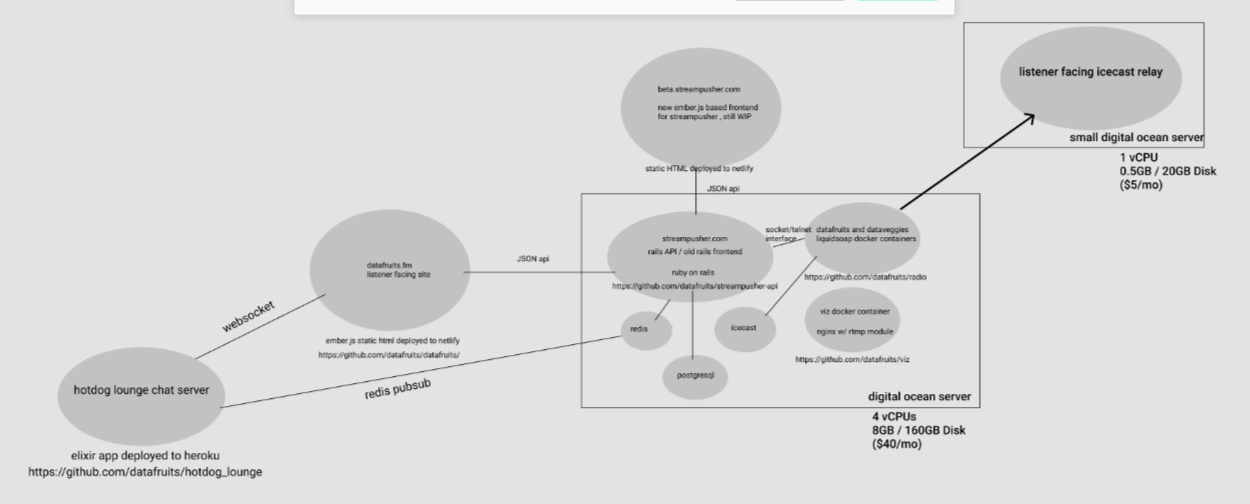 listener facing icecast relay
small digital ocean server
1 vCPU
0.5GB / 20GB Disk
($5/mo)
beta.streampusher.com
new ember.js based frontend
for streampusher , still WIP
static HTML deployed to netlify
JSON api
streampusher.com
rails API / old rails frontend
ruby on rails
https://github.com/datafruits/streampusher-api
socket/telnet
interface
datafruits and dataveggies
liquidsoap docker containers
https://github.com/datafruits/radio
viz docker container
nginx w/ rtmp module
https://github.com/datafruits/viz
redis
icecast
postgresql
digital ocean server
4 vCPUs
8GB / 160GB Disk
($40/mo)
JSON api
datafruits.fm
listener facing site
ember.js static html deployed to netlify
https://github.com/datafruits/datafruits/
websocket
redis pubsub
hotdog lounge chat server
elixir app deployed to heroku
https://github.com/datafruits/hotdog_lounge